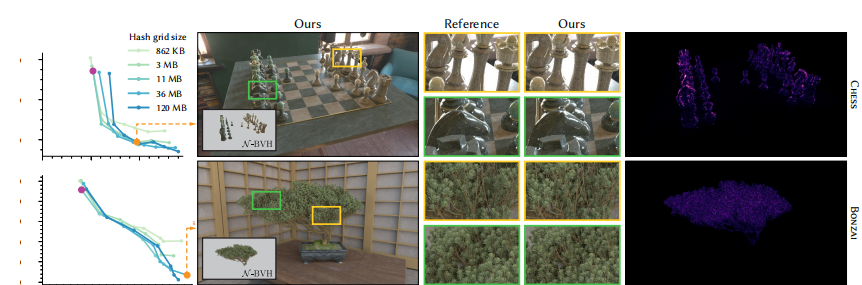 Ours
Reference
Ours
Hash grid size
862 KB
3 MB
11 MB
36 MB
120 MB
𝒩-BVH
CHESS
𝒩-BVH
BONZAI